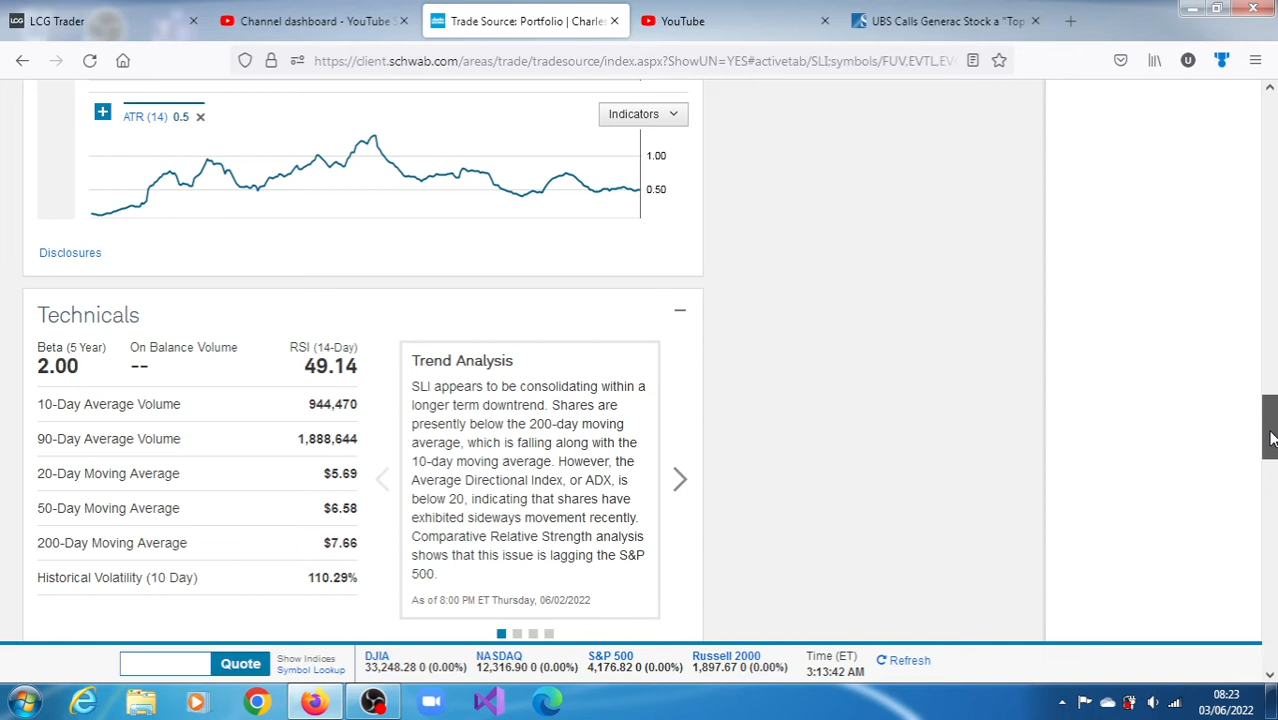 LCG Trader
Channel dashboard - YouTube S
Trade Source: Portfolio | Charles
YouTube
UBS Calls Generac Stock a "Top
https://client.schwab.com/areas/trade/tradesource/index.aspx?ShowUN=YES#activetab/SLI;symbols/FUV,EVTL,EV
ATR (14) 0.5
Indicators
1.00
0.50
Disclosures
Technicals
Beta (5 Year) On Balance Volume RSI (14-Day)
2.00 -- 49.14
10-Day Average Volume 944,470
90-Day Average Volume 1,888,644
20-Day Moving Average $5.69
50-Day Moving Average $6.58
200-Day Moving Average $7.66
Historical Volatility (10 Day) 110.29%
Trend Analysis
SLI appears to be consolidating within a
longer term downtrend. Shares are
presently below the 200-day moving
average, which is falling along with the
10-day moving average. However, the
Average Directional Index, or ADX, is
below 20, indicating that shares have
exhibited sideways movement recently.
Comparative Relative Strength analysis
shows that this issue is lagging the S&P
500.
As of 8:00 PM ET Thursday, 06/02/2022
Quote
Show Indices
Symbol Lookup
DJIA
33,248.28 0 (0.00%)
NASDAQ
12,316.90 0 (0.00%)
S&P 500
4,176.82 0 (0.00%)
Russell 2000
1,897.67 0 (0.00%)
Time (ET)
3:13:42 AM
Refresh
08:23
03/06/2022